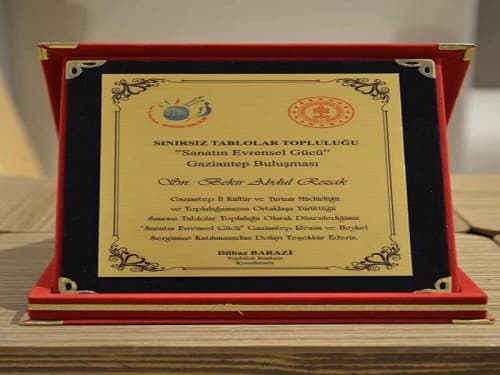 SINIRSIZ TABLOLAR TOPLULUĞU
"Sanatın Evrensel Gücü"
Gaziantep Buluşması
Sn. Bekir Abdul Rezak
Gaziantep İl Kültür ve Turizm Müdürlüğü
ve Topluluğumuzun Ortaklaşa Yürüttüğü
Sınırsız Tablolar Topluluğu Olarak Düzenlediğimiz
"Sanatın Evrensel Gücü" Gaziantep Resim ve Heykel
Sergimize Katılımınızdan Dolayı Teşekkür Ederiz.
Dilbaz BARAZİ
Topluluk Başkanı